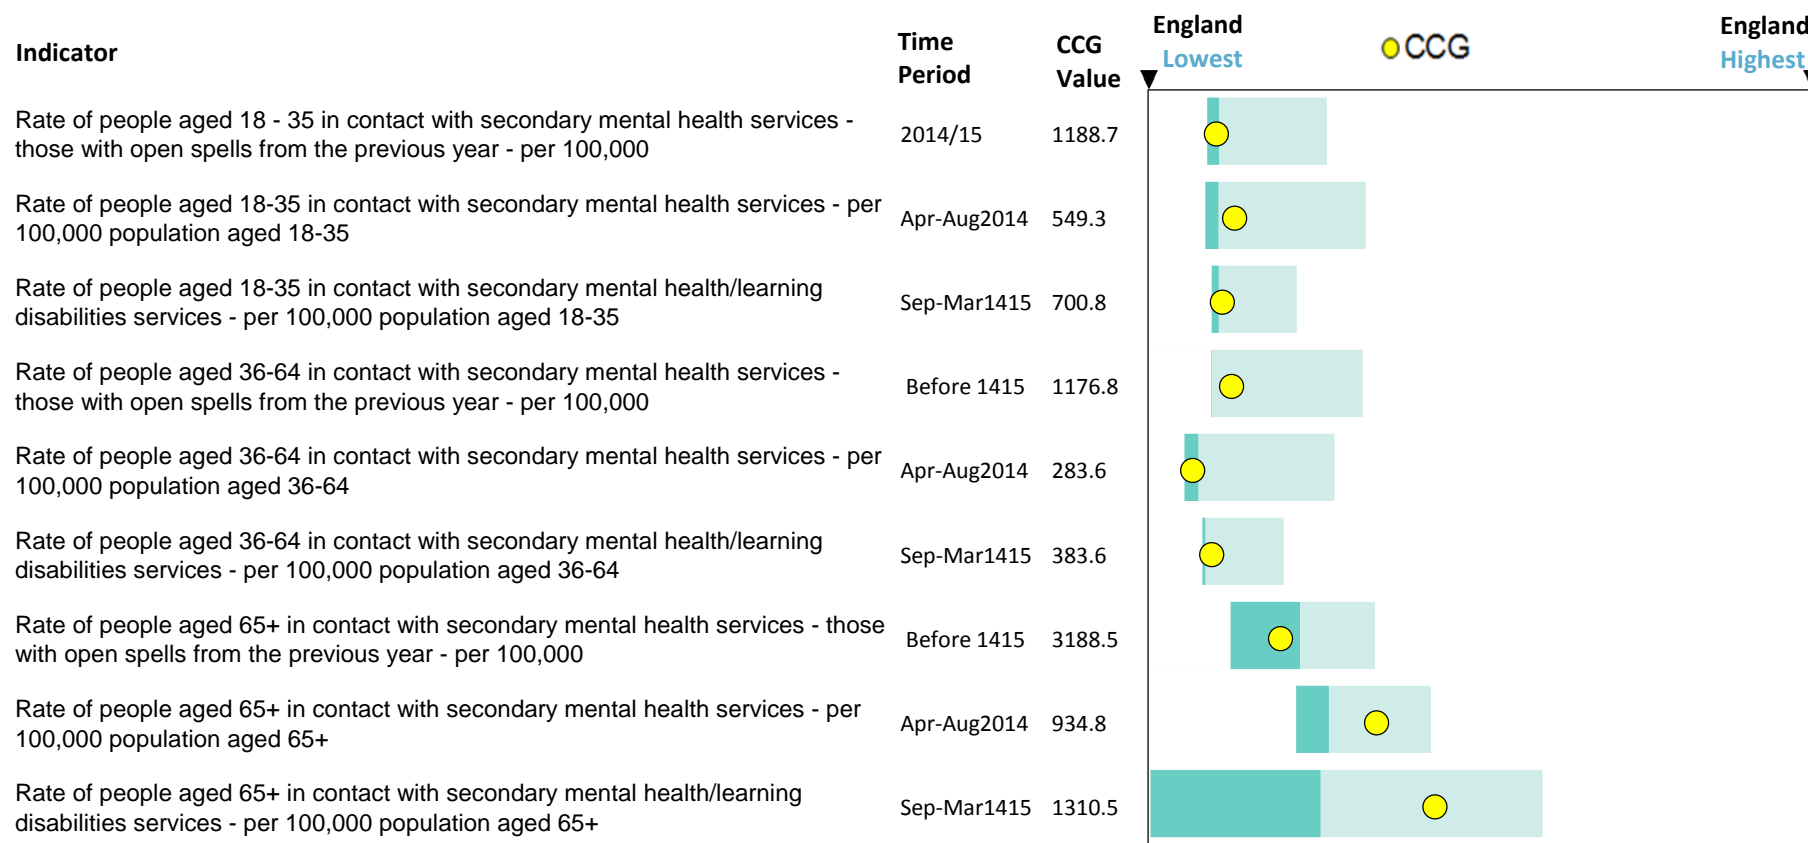 Indicator
Time
Period
CCG
Value
England
Lowest
CCG
England
Highest
Rate of people aged 18 - 35 in contact with secondary mental health services -
those with open spells from the previous year - per 100,000
2014/15
1188.7
Rate of people aged 18-35 in contact with secondary mental health services - per
100,000 population aged 18-35
Apr-Aug2014
549.3
Rate of people aged 18-35 in contact with secondary mental health/learning
disabilities services - per 100,000 population aged 18-35
Sep-Mar1415
700.8
Rate of people aged 36-64 in contact with secondary mental health services -
those with open spells from the previous year - per 100,000
Before 1415
1176.8
Rate of people aged 36-64 in contact with secondary mental health services - per
100,000 population aged 36-64
Apr-Aug2014
283.6
Rate of people aged 36-64 in contact with secondary mental health/learning
disabilities services - per 100,000 population aged 36-64
Sep-Mar1415
383.6
Rate of people aged 65+ in contact with secondary mental health services - those
with open spells from the previous year - per 100,000
Before 1415
3188.5
Rate of people aged 65+ in contact with secondary mental health services - per
100,000 population aged 65+
Apr-Aug2014
934.8
Rate of people aged 65+ in contact with secondary mental health/learning
disabilities services - per 100,000 population aged 65+
Sep-Mar1415
1310.5